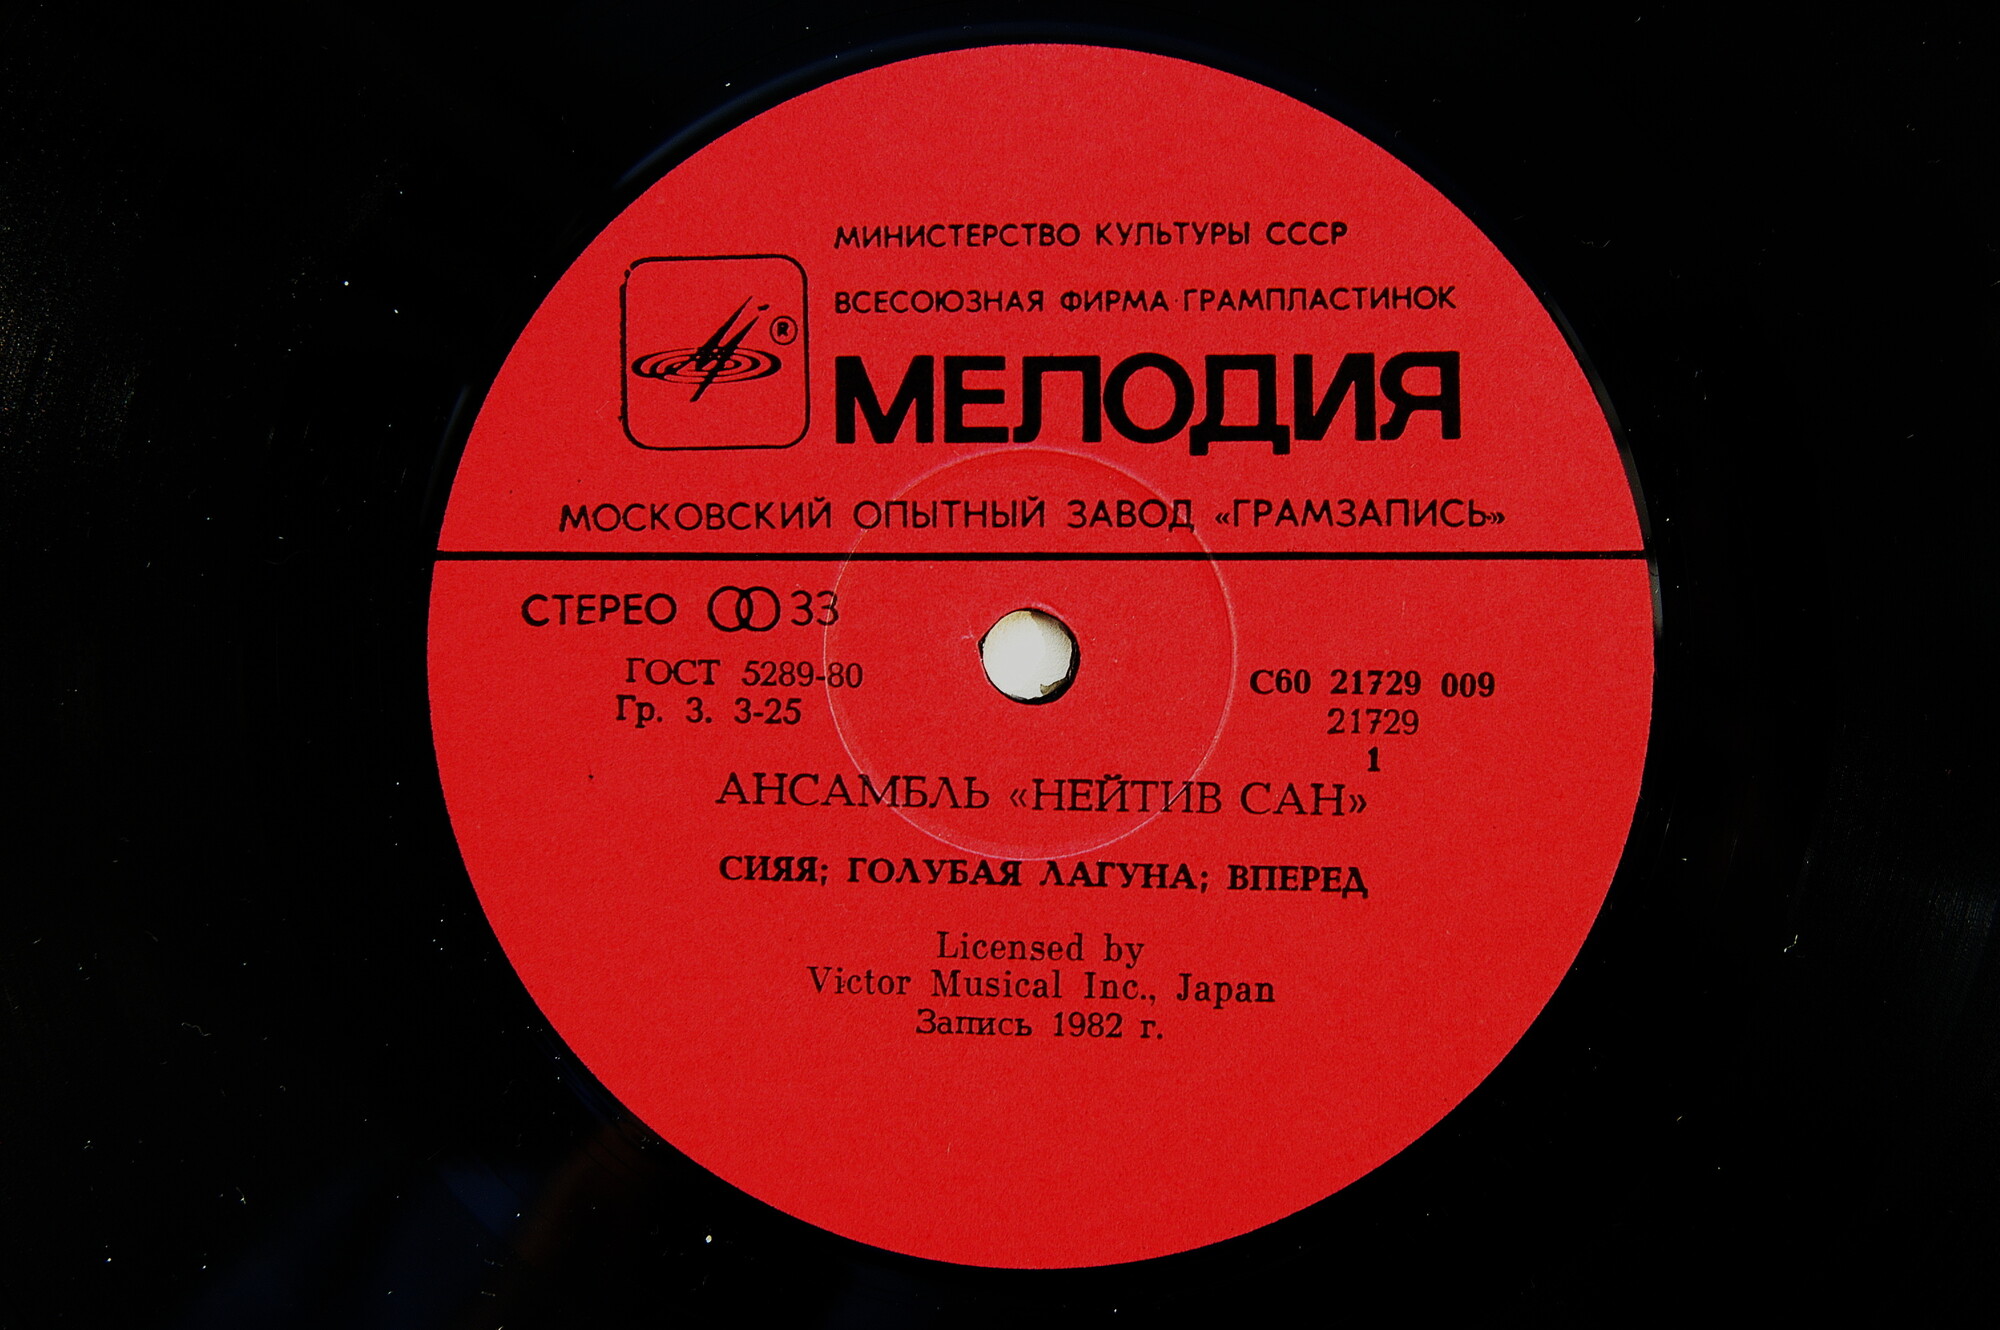 МИНИСТЕРСТВО КУЛЬТУРЫ СССР
ВСЕСОЮЗНАЯ ФИРМА ГРАМПЛАСТИНОК
®
МЕЛОДИЯ
МОСКОВСКИЙ ОПЫТНЫЙ ЗАВОД «ГРАМЗАПИСЬ»
СТЕРЕО 33
ГОСТ 5289-80
Гр. 3. 3-25
С60 21729 009
21729
1
АНСАМБЛЬ «НЕЙТИВ САН»
СИЯЯ; ГОЛУБАЯ ЛАГУНА; ВПЕРЕД
Licensed by
Victor Musical Inc., Japan
Запись 1982 г.